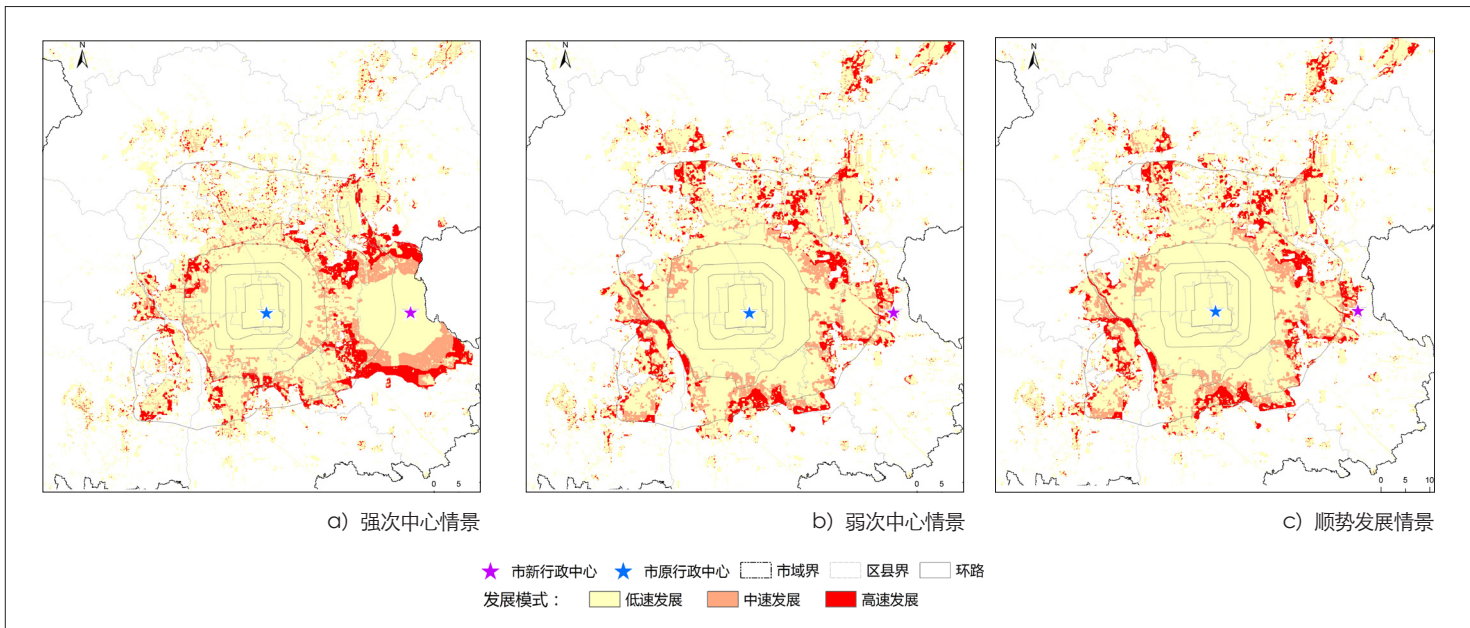 N
N
N
0 5
0 5
0 5 10
a）强次中心情景
b）弱次中心情景
c）顺势发展情景
市新行政中心 市原行政中心 市域界 区县界 环路
发展模式： 低速发展 中速发展 高速发展